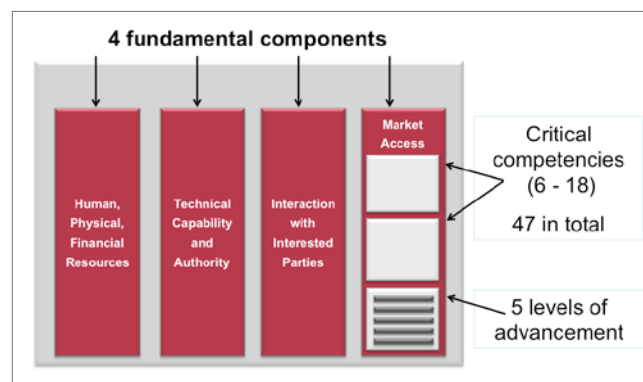 4 fundamental components
Human,
Physical,
Financial
Resources
Technical
Capability
and
Authority
Interaction
with
Interested
Parties
Market
Access
Critical
competencies
(6 - 18)
47 in total
5 levels of
advancement